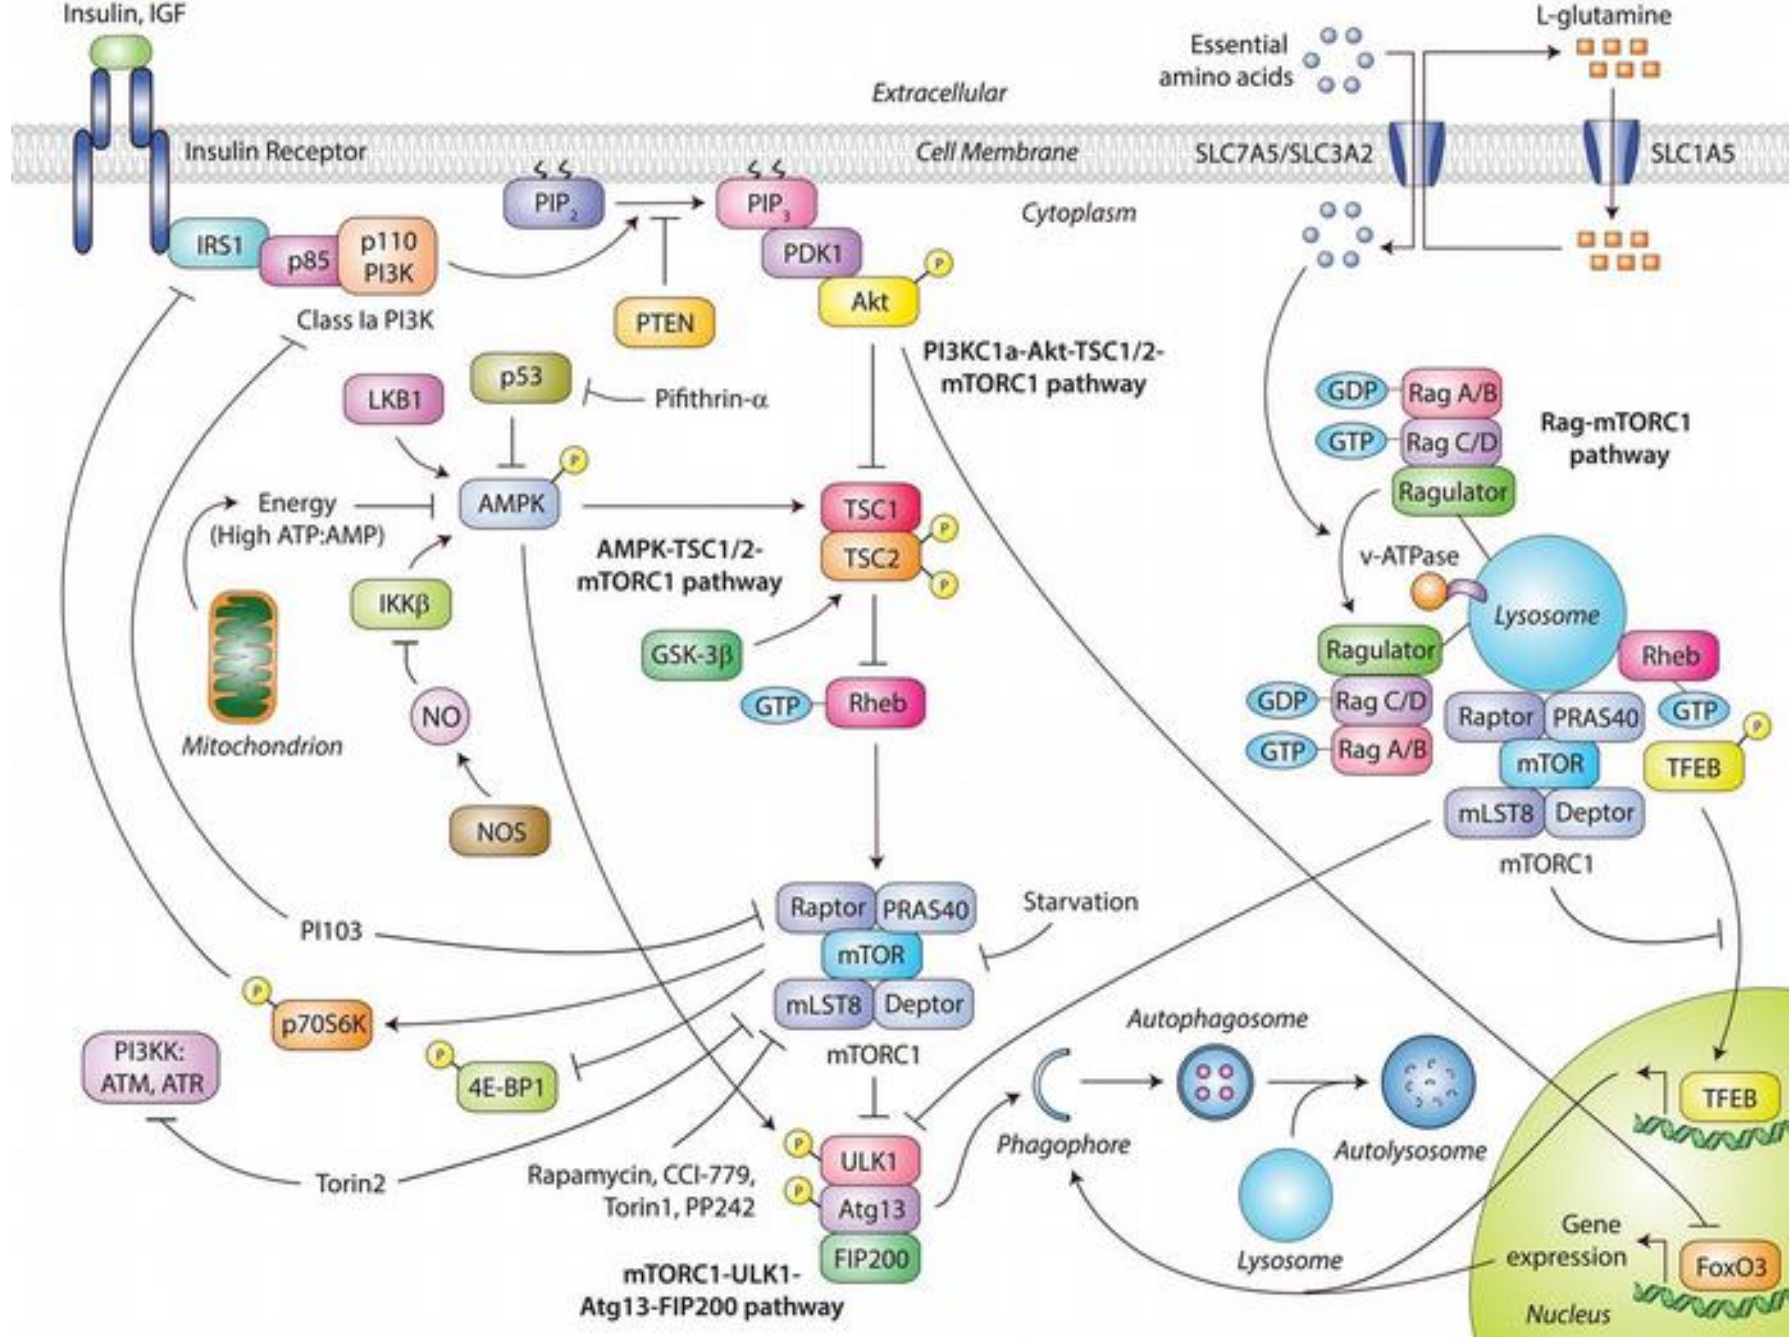 Insulin, IGF
L-glutamine
Essential
amino acids
Extracellular
Insulin Receptor
Cell Membrane
SLC7A5/SLC3A2
SLC1A5
PIP2
PIP3
Cytoplasm
IRS1
p85
p110
PI3K
PDK1
P
Akt
Class Ia PI3K
PTEN
PI3KC1a-Akt-TSC1/2-
mTORC1 pathway
p53
Pifithrin-α
LKB1
GDP
Rag A/B
GTP
Rag C/D
Ragulator
Rag-mTORC1
pathway
P
Energy
(High ATP:AMP)
AMPK
TSC1
TSC2
P
P
AMPK-TSC1/2-
mTORC1 pathway
v-ATPase
Lysosome
IKKβ
GSK-3β
Ragulator
Rheb
GTP
Rheb
GDP
Rag C/D
GTP
Rag A/B
Raptor
PRAS40
GTP
P
mTOR
TFEB
mLST8
Deptor
mTORC1
NO
Mitochondrion
NOS
PI103
Raptor
PRAS40
Starvation
mTOR
mLST8
Deptor
mTORC1
P
p70S6K
PI3KK:
ATM, ATR
P
4E-BP1
Autophagosome
TFEB
Phagophore
Autolysosome
Torin2
Rapamycin, CCI-779,
Torin1, PP242
P
ULK1
P
Atg13
FIP200
Lysosome
Gene
expression
FoxO3
Nucleus
mTORC1-ULK1-
Atg13-FIP200 pathway